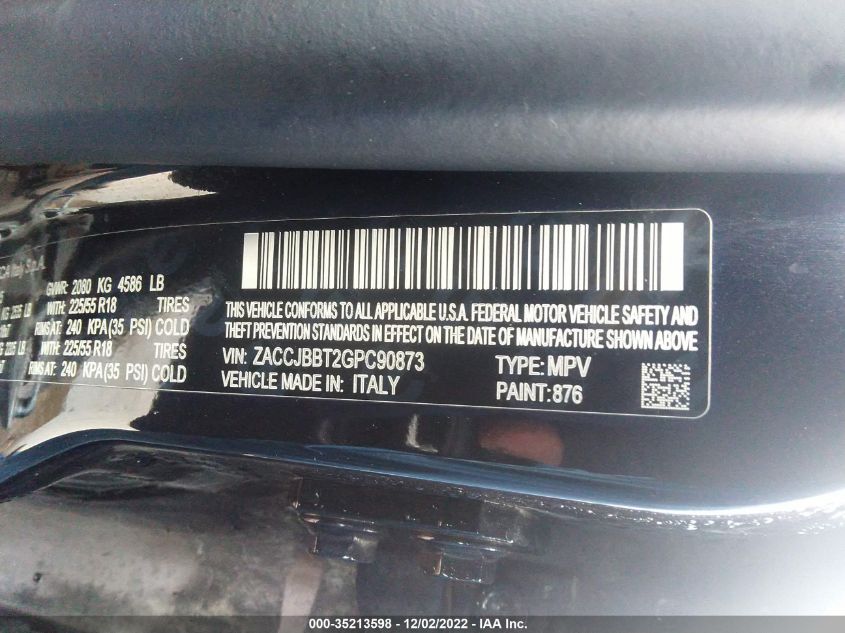 GVWR: 2080 KG 4586 LB
WITH: 225/55 R18 TIRES
RIMS AT: 240 KPA(35 PSI) COLD
WITH: 225/55 R18 TIRES
RIMS AT: 240 KPA(35 PSI) COLD
THIS VEHICLE CONFORMS TO ALL APPLICABLE U.S.A. FEDERAL MOTOR VEHICLE SAFETY AND
THEFT PREVENTION STANDARDS IN EFFECT ON THE DATE OF MANUFACTURE SHOWN ABOVE
VIN: ZACCJBBT2GPC90873 TYPE: MPV
VEHICLE MADE IN: ITALY PAINT: 876
000-35213598 - 12/02/2022 - IAA Inc.